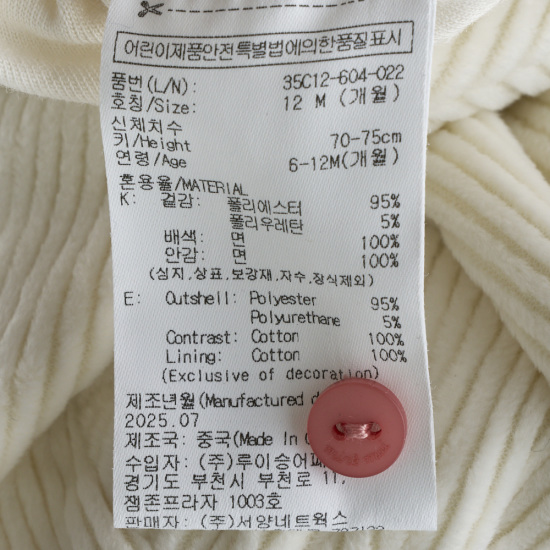 어린이제품안전특별법에의한품질표시
품번(L/N): 35C12-604-022
호칭/Size: 12 M (개월)
신체치수
키/Height 70-75cm
연령/Age 6-12M(개월)
혼용율/MATERIAL
K: 겉감: 폴리에스터 95%
폴리우레탄 5%
배색: 면 100%
안감: 면 100%
(심지,상표,보강재,자수,장식제외)
E: Outshell: Polyester 95%
Polyurethane 5%
Contrast: Cotton 100%
Lining: Cotton 100%
(Exclusive of decoration)
제조년월(Manufactured
2025.07
제조국: 중국(Made In
수입자: (주)루이승어패
경기도 부천시 부천로
잼존프라자 1003호
판매자: (주)서양네트웍스